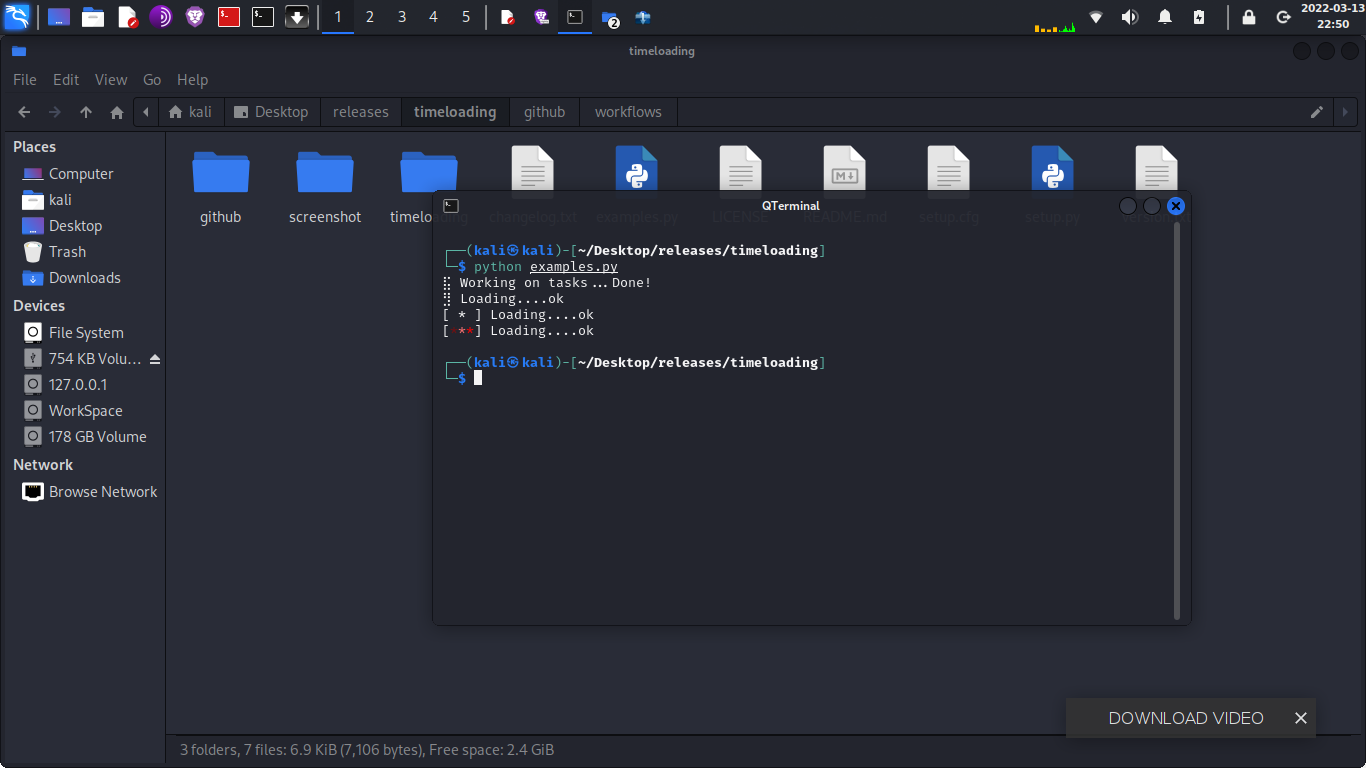 1 2 3 4 5
2
2022-03-13
22:50
timeloading
File Edit View Go Help
kali Desktop releases timeloading github workflows
Places
Computer
kali
Desktop
Trash
Downloads
Devices
File System
754 KB Volu...
127.0.0.1
WorkSpace
178 GB Volume
Network
Browse Network
github screenshot timeloading changelog.txt examples.py LICENSE README.md setup.cfg setup.py
QTerminal
┌──(kali㉿kali)-[~/Desktop/releases/timeloading]
└─$ python examples.py
⣿ Working on tasks...Done!
Loading....ok
[ * ] Loading....ok
[***] Loading....ok
┌──(kali㉿kali)-[~/Desktop/releases/timeloading]
└─$
DOWNLOAD VIDEO ×
3 folders, 7 files: 6.9 KiB (7,106 bytes), Free space: 2.4 GiB